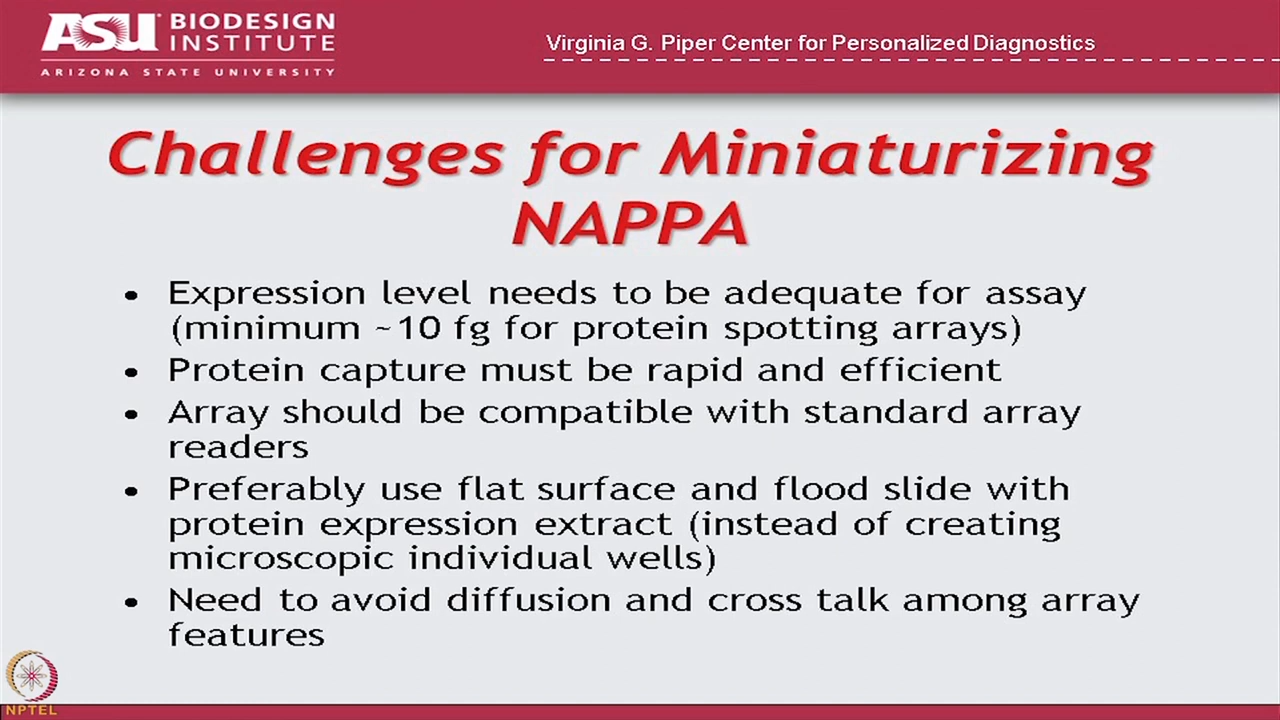 ASU BIODESIGN
INSTITUTE
ARIZONA STATE UNIVERSITY
Virginia G. Piper Center for Personalized Diagnostics
Challenges for Miniaturizing
NAPPA
• Expression level needs to be adequate for assay
(minimum ~10 fg for protein spotting arrays)
• Protein capture must be rapid and efficient
• Array should be compatible with standard array
readers
• Preferably use flat surface and flood slide with
protein expression extract (instead of creating
microscopic individual wells)
• Need to avoid diffusion and cross talk among array
features
NPTEL